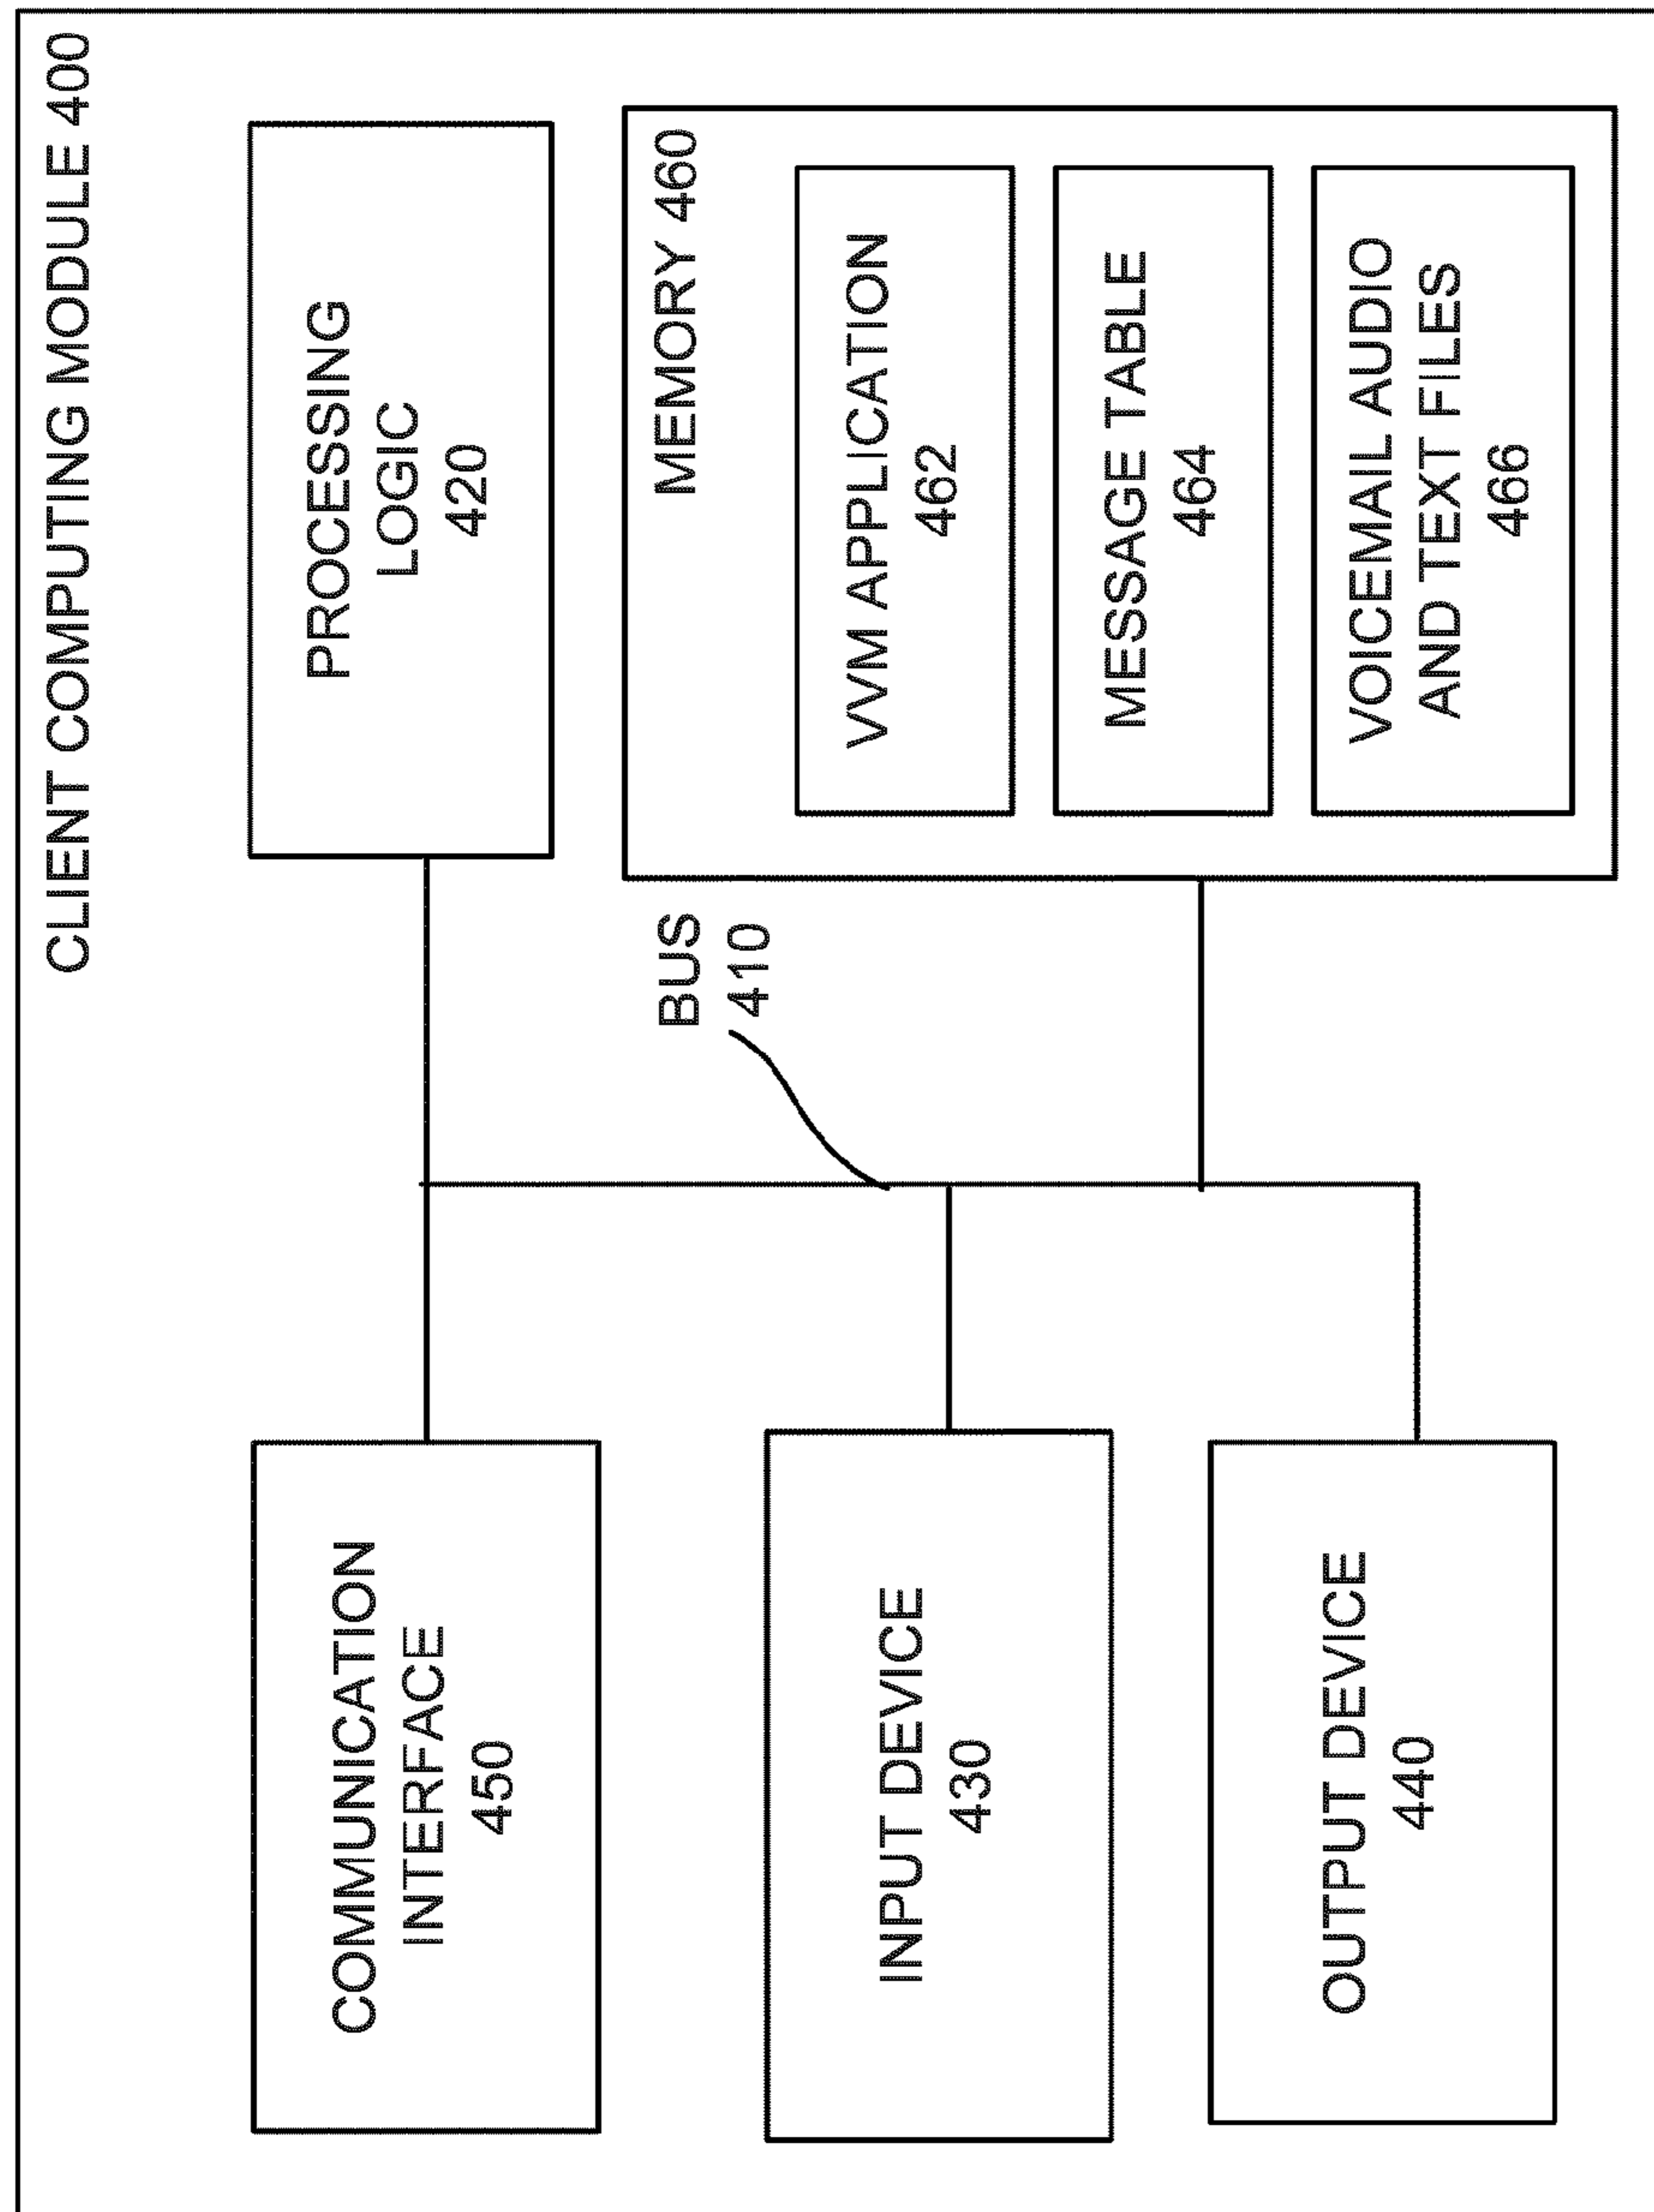 CLIENT COMPUTING MODULE 400
COMMUNICATION
INTERFACE
450
PROCESSING
LOGIC
420
BUS
410
INPUT DEVICE
430
OUTPUT DEVICE
440
MEMORY 460
VVM APPLICATION
462
MESSAGE TABLE
464
VOICEMAIL AUDIO
AND TEXT FILES
466